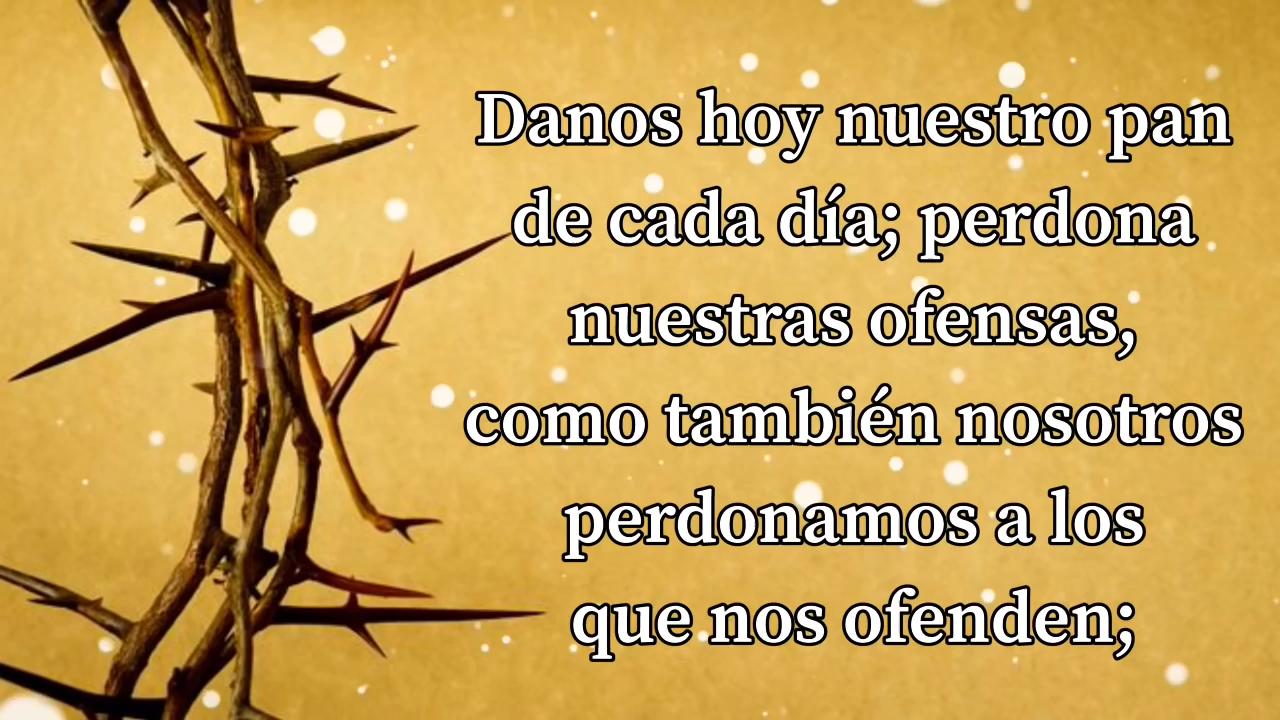 Danos hoy nuestro pan
de cada día; perdona
nuestras ofensas,
como también nosotros
perdonamos a los
que nos ofenden;